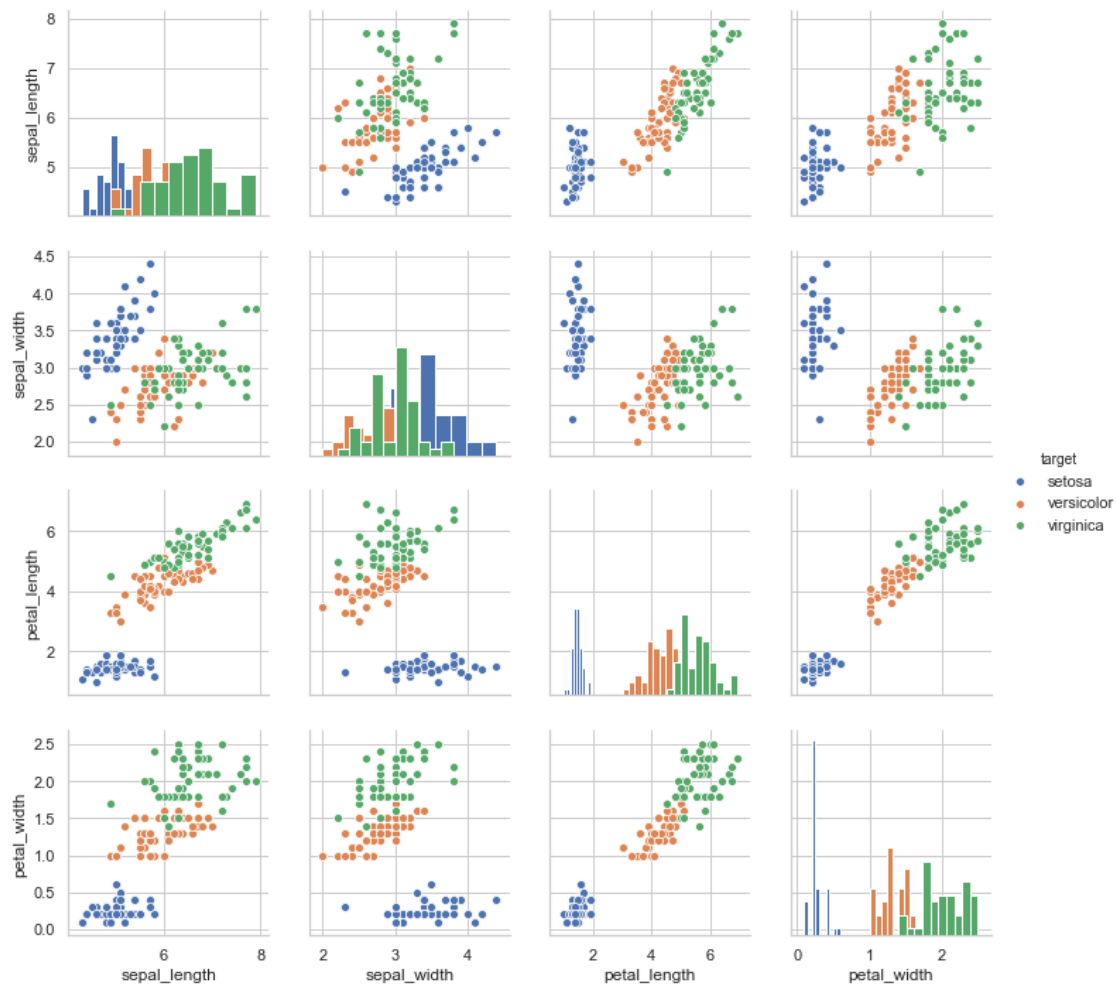 sepal_length
8
7
6
5
sepal_width
4.5
4.0
3.5
3.0
2.5
2.0
target
setosa
versicolor
virginica
petal_length
6
4
2
petal_width
2.5
2.0
1.5
1.0
0.5
0.0
6 8
2 3 4
2 4 6
0 1 2
sepal_length sepal_width petal_length petal_width